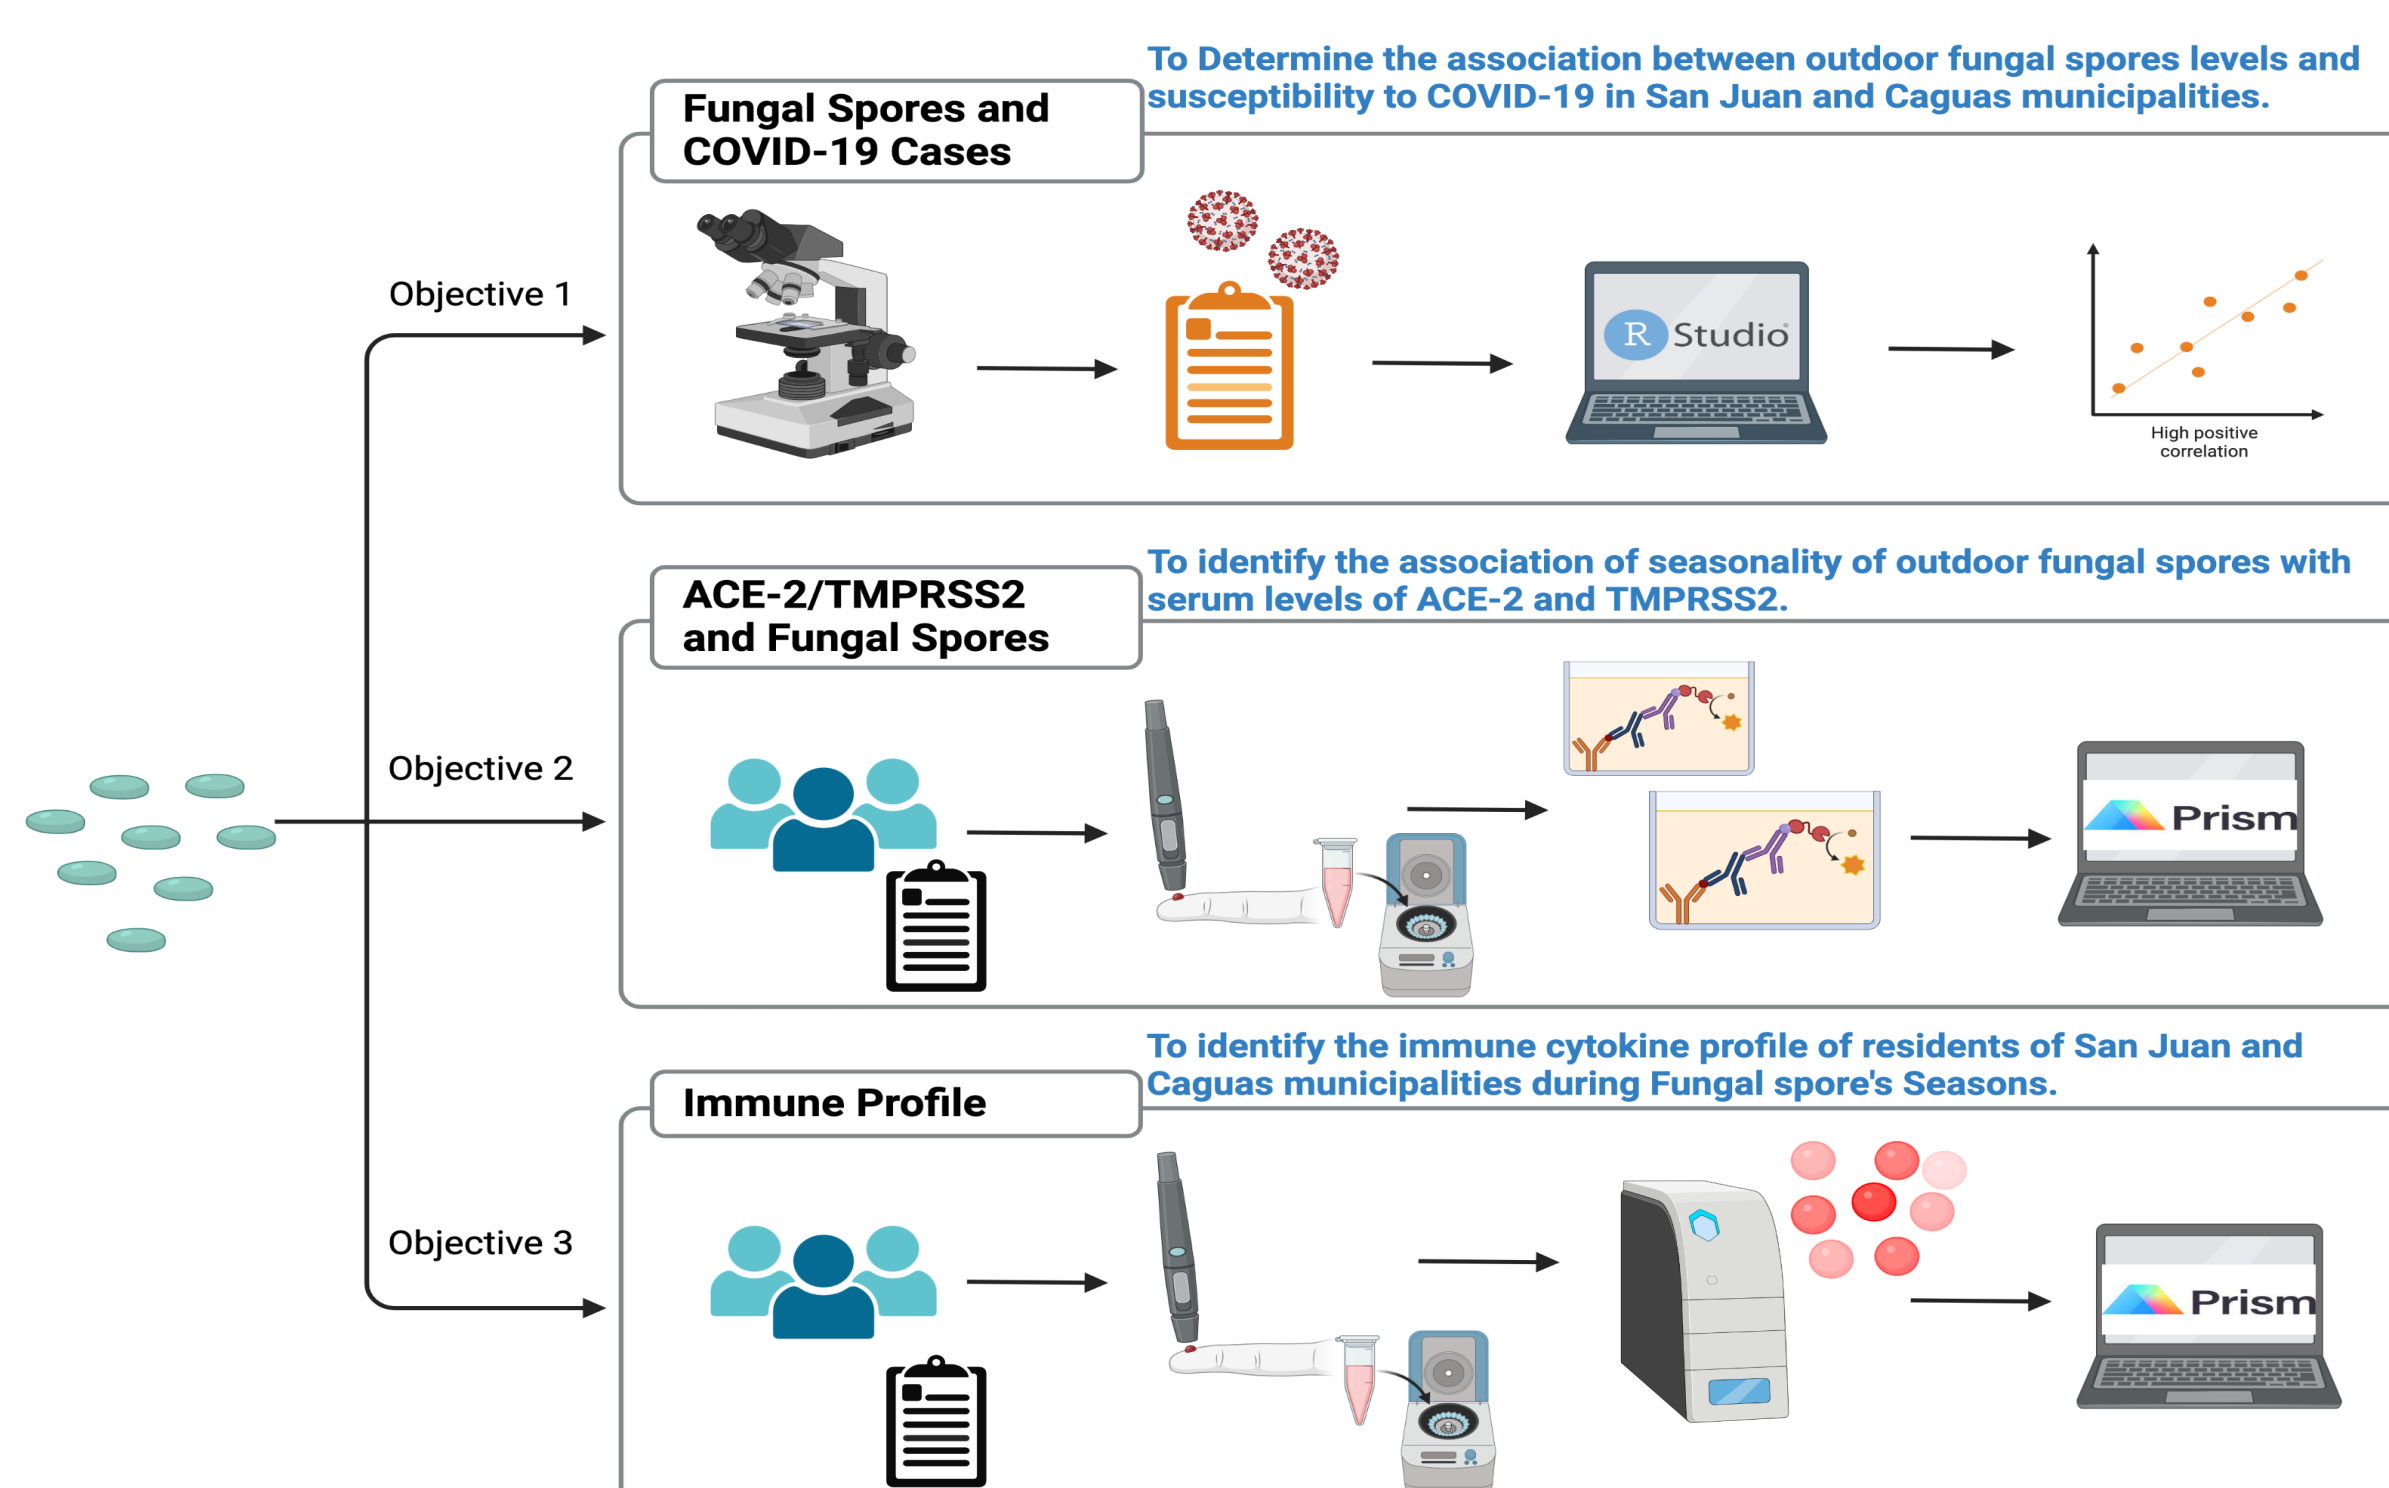 To Determine the association between outdoor fungal spores levels and
susceptibility to COVID-19 in San Juan and Caguas municipalities.
Fungal Spores and
COVID-19 Cases
Objective 1
R Studio
High positive
correlation
To identify the association of seasonality of outdoor fungal spores with
serum levels of ACE-2 and TMPRSS2.
ACE-2/TMPRSS2
and Fungal Spores
Objective 2
Prism
To identify the immune cytokine profile of residents of San Juan and
Caguas municipalities during Fungal spore's Seasons.
Immune Profile
Objective 3
Prism